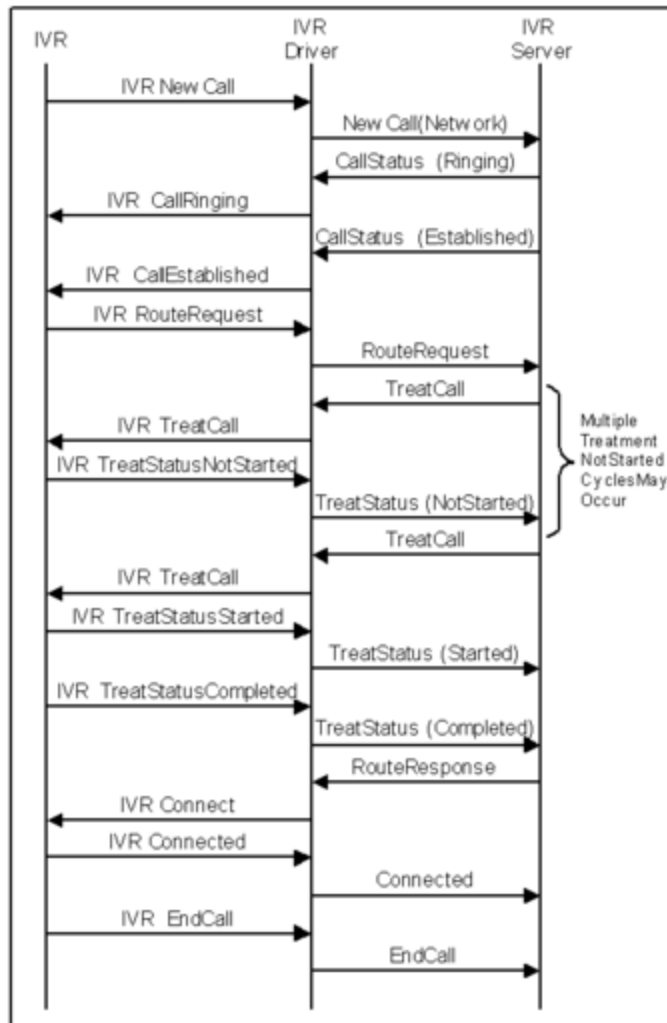 IVR
IVR
Driver
IVR
Server
IVR New Call
New Call(Network)
CallStatus (Ringing)
IVR CallRinging
CallStatus (Established)
IVR CallEstablished
IVR RouteRequest
RouteRequest
TreatCall
IVR TreatCall
IVR TreatStatusNotStarted
TreatStatus (NotStarted)
Multiple
Treatment
NotStarted
CyclesMay
Occur
TreatCall
IVR TreatCall
IVR TreatStatusStarted
TreatStatus (Started)
IVR TreatStatusCompleted
TreatStatus (Completed)
RouteResponse
IVR Connect
IVR Connected
Connected
IVR EndCall
EndCall